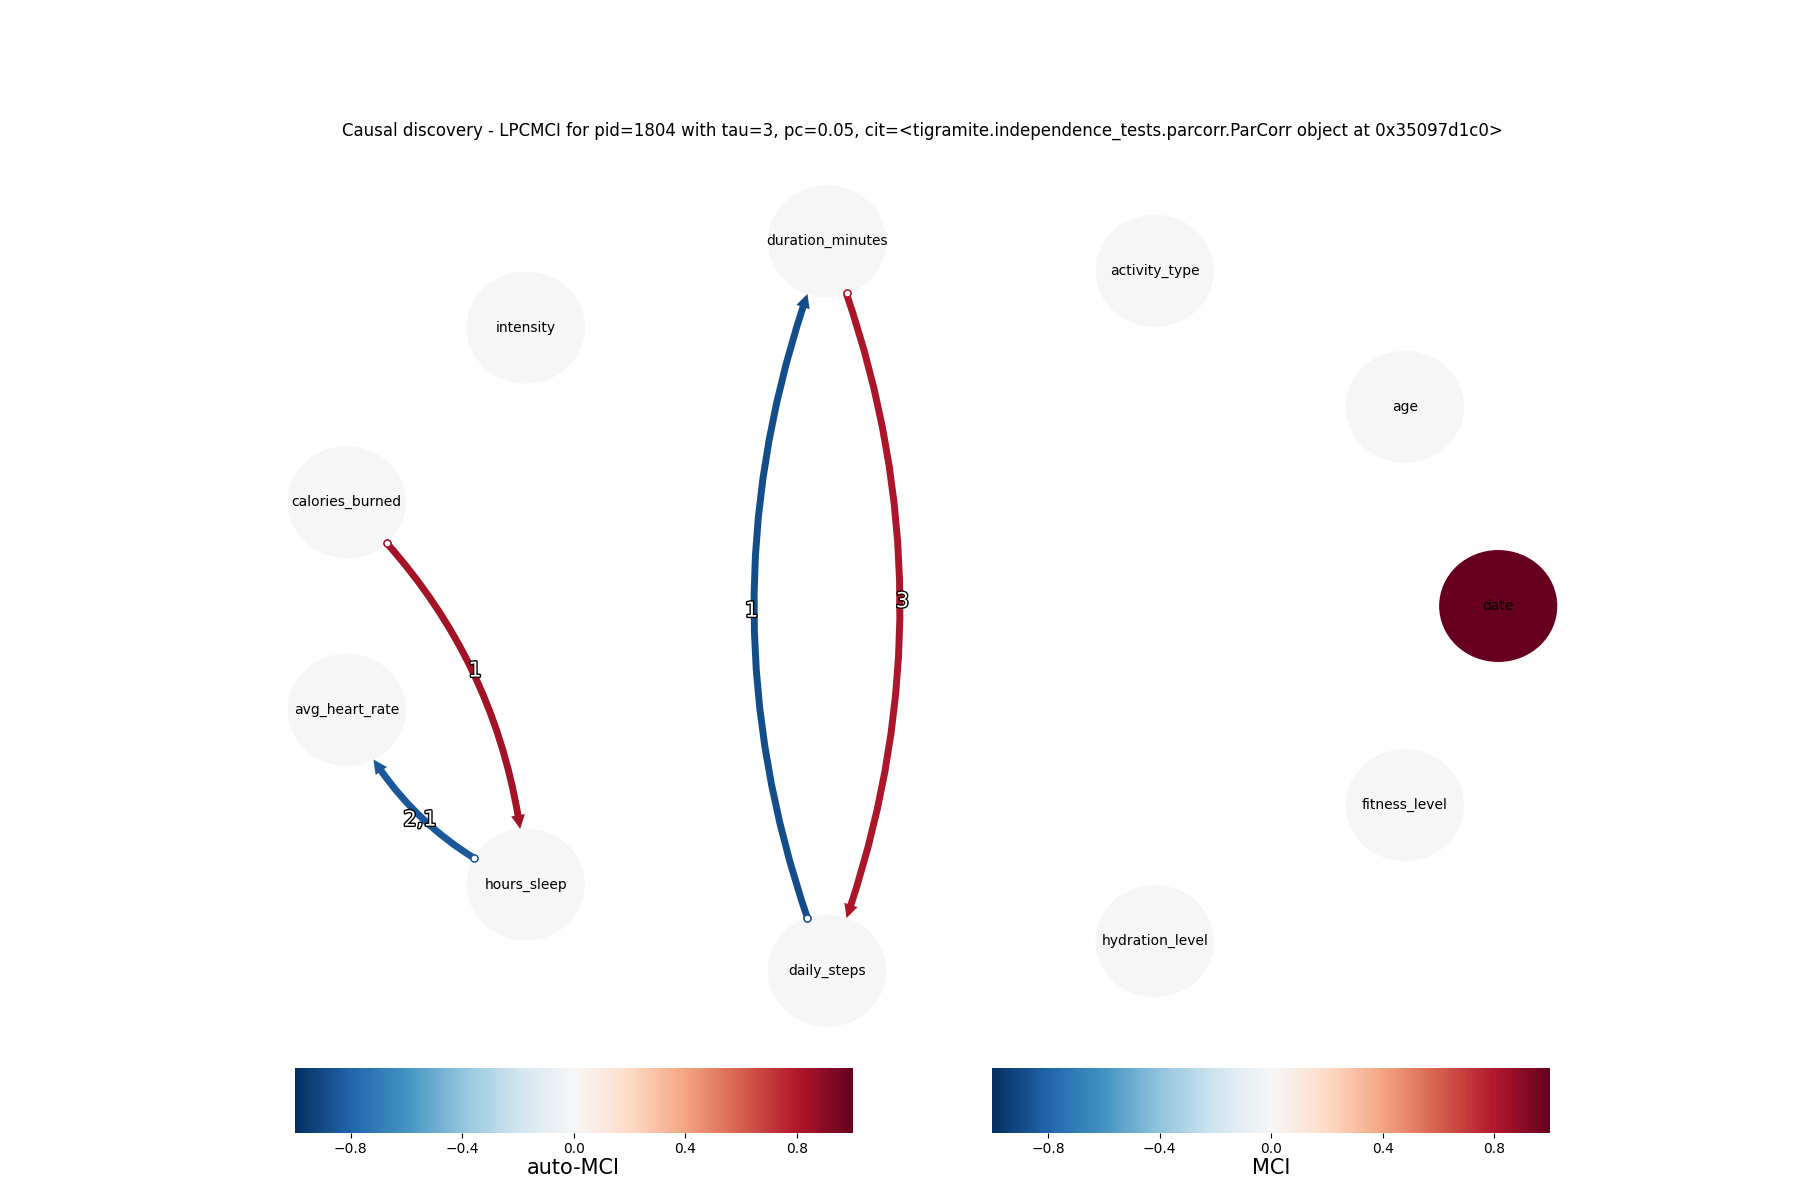 Causal discovery - LPCMCI for pid=1804 with tau=3, pc=0.05, cit=<tigramite.independence_tests.parcorr.ParCorr object at 0x35097d1c0>
duration_minutes
activity_type
intensity
age
calories_burned
1
3
date
1
avg_heart_rate
2,1
fitness_level
hours_sleep
hydration_level
daily_steps
−0.8 −0.4 0.0 0.4 0.8
auto-MCI
−0.8 −0.4 0.0 0.4 0.8
MCI